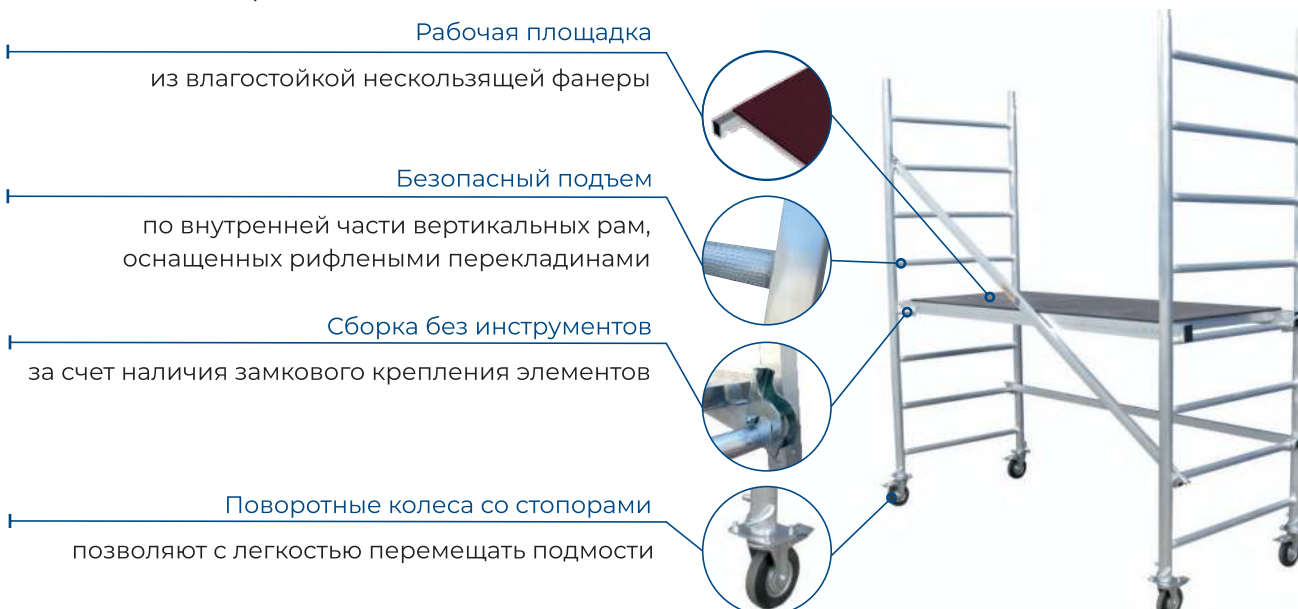 Рабочая площадка
из влагостойкой нескользящей фанеры
Безопасный подъем
по внутренней части вертикальных рам,
оснащенных рифлеными перекладинами
Сборка без инструментов
за счет наличия замкового крепления элементов
Поворотные колеса со стопорами
позволяют с легкостью перемещать подмости